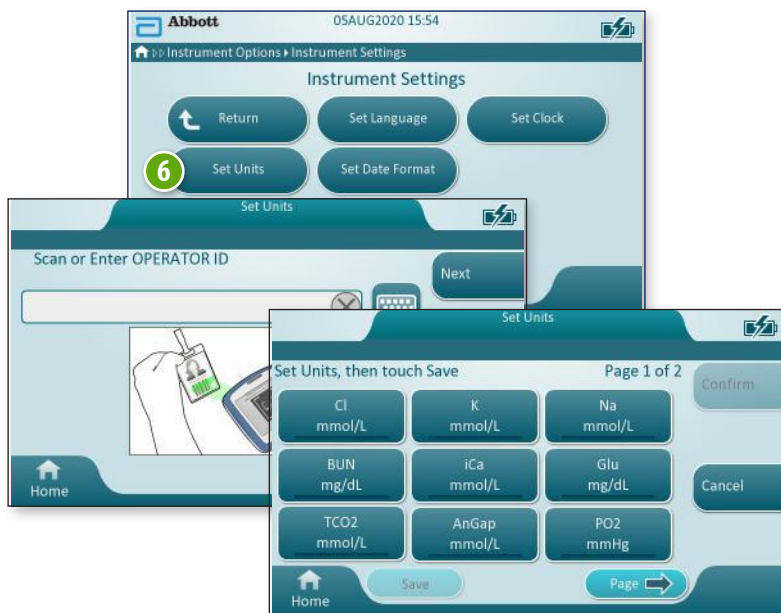 Abbott
05AUG2020 15:54
Instrument Options Instrument Settings
Instrument Settings
Return
Set Language
Set Clock
6
Set Units
Set Date Format
Set Units
Scan or Enter OPERATOR ID
Next
Home
Set Units
Set Units, then touch Save
Page 1 of 2
Confirm
Cl
mmol/L
K
mmol/L
Na
mmol/L
BUN
mg/dL
iCa
mmol/L
Glu
mg/dL
Cancel
TCO2
mmol/L
AnGap
mmol/L
PO2
mmHg
Home
Save
Page